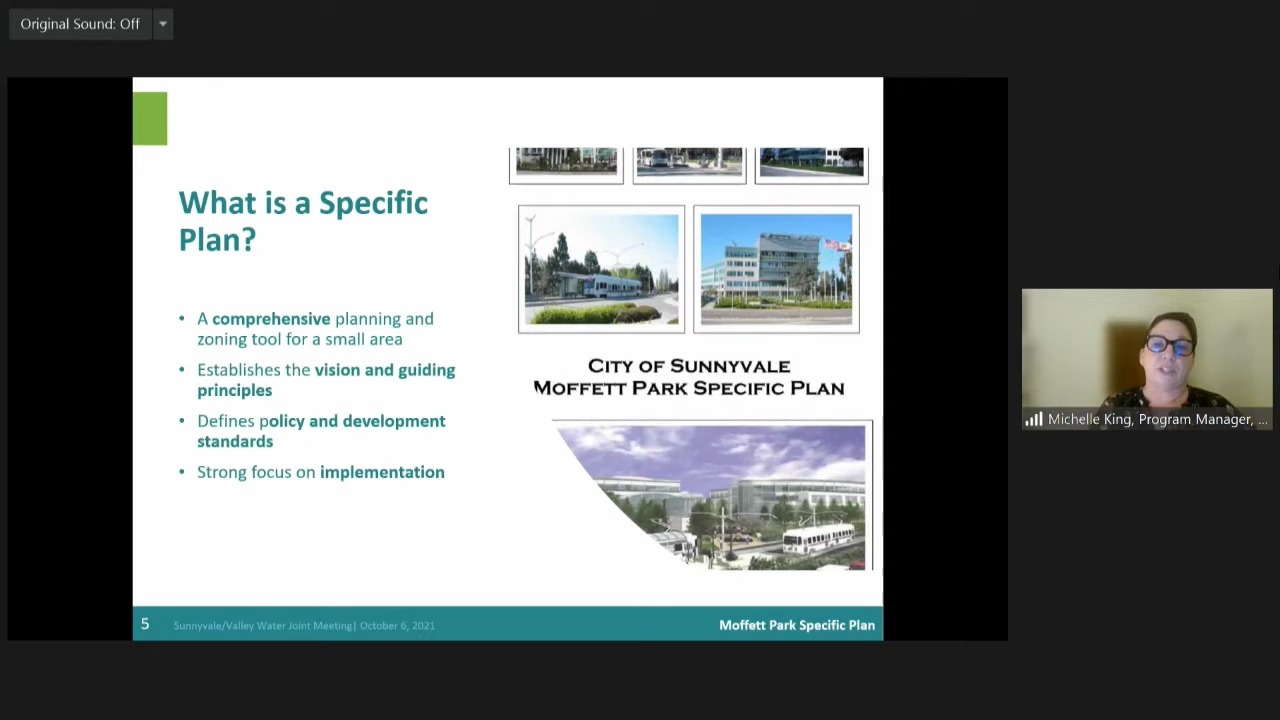 Original Sound: Off
What is a Specific
Plan?
• A comprehensive planning and
zoning tool for a small area
• Establishes the vision and guiding
principles
• Defines policy and development
standards
• Strong focus on implementation
CITY OF SUNNYVALE
MOFFETT PARK SPECIFIC PLAN
5
Sunnyvale/Valley Water Joint Meeting| October 6, 2021
Moffett Park Specific Plan
Michelle King, Program Manager, ...